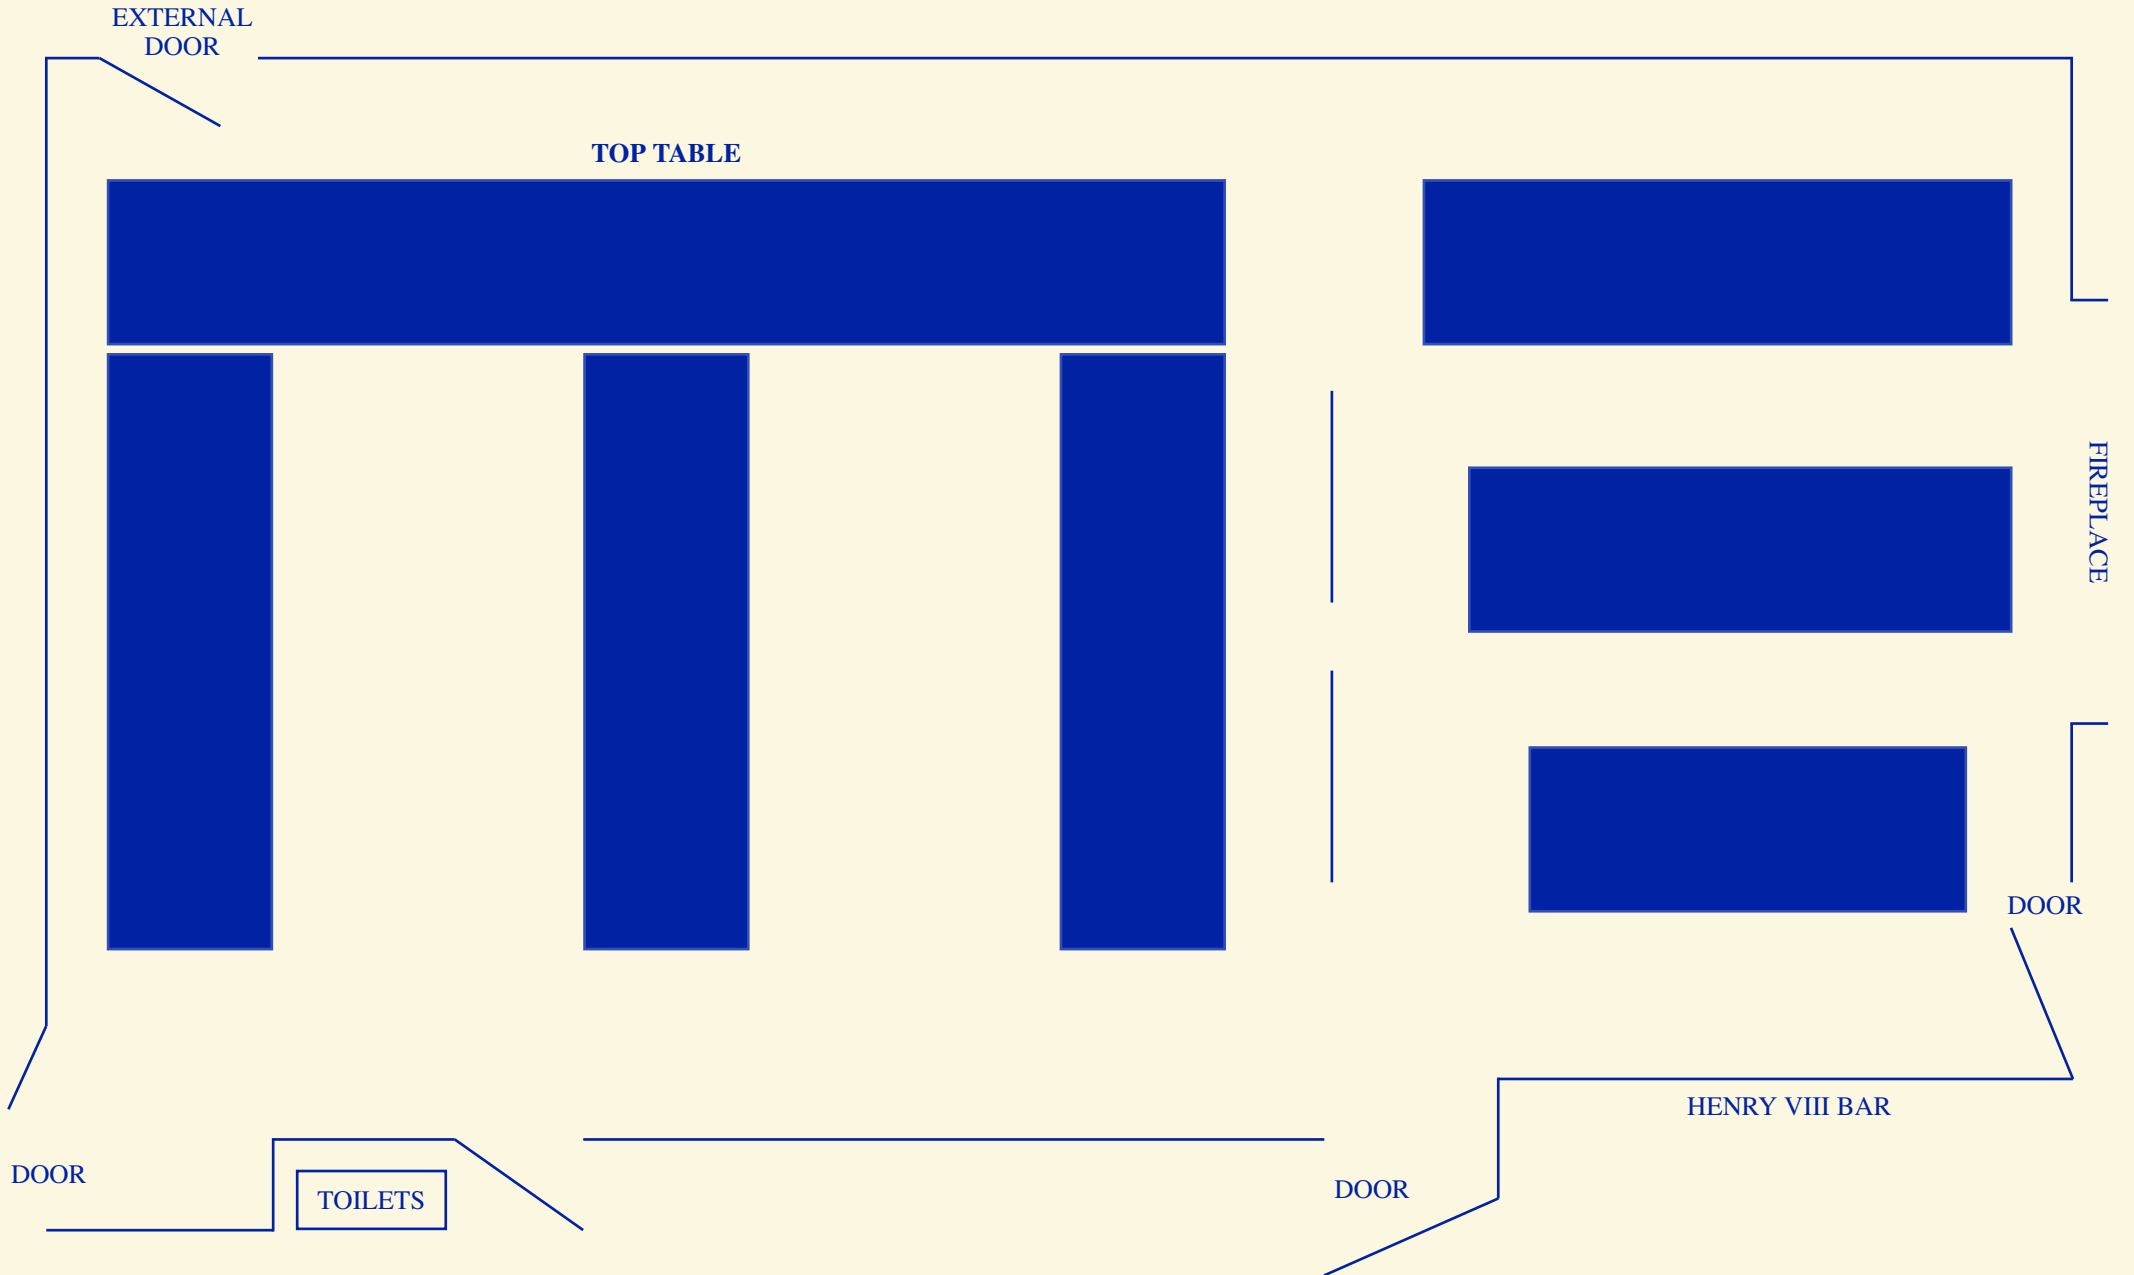 EXTERNAL
DOOR
TOP TABLE
FIREPLACE
DOOR
HENRY VIII BAR
DOOR
TOILETS
DOOR